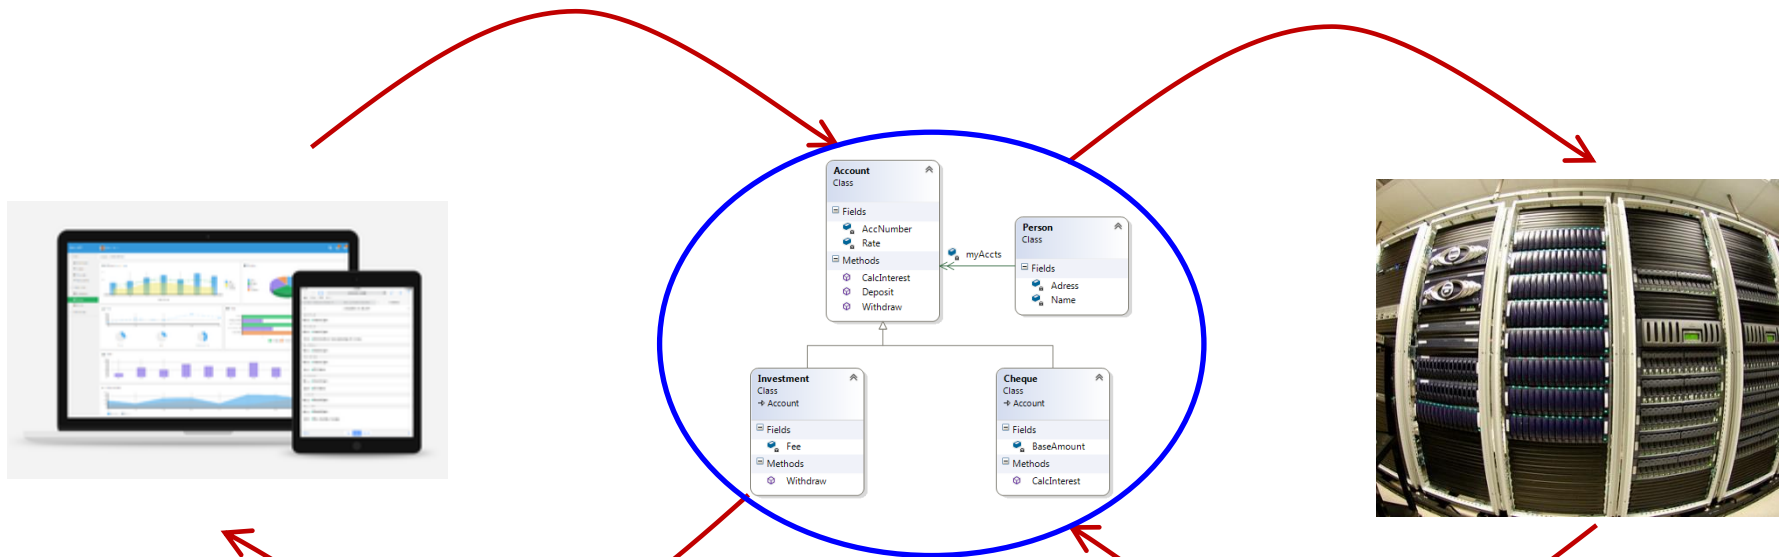 Account
Class
Fields
AccNumber
Rate
Methods
CalcInterest
Deposit
Withdraw
myAccts
Person
Class
Fields
Adress
Name
Investment
Class
Account
Fields
Fee
Methods
Withdraw
Cheque
Class
Account
Fields
BaseAmount
Methods
CalcInterest